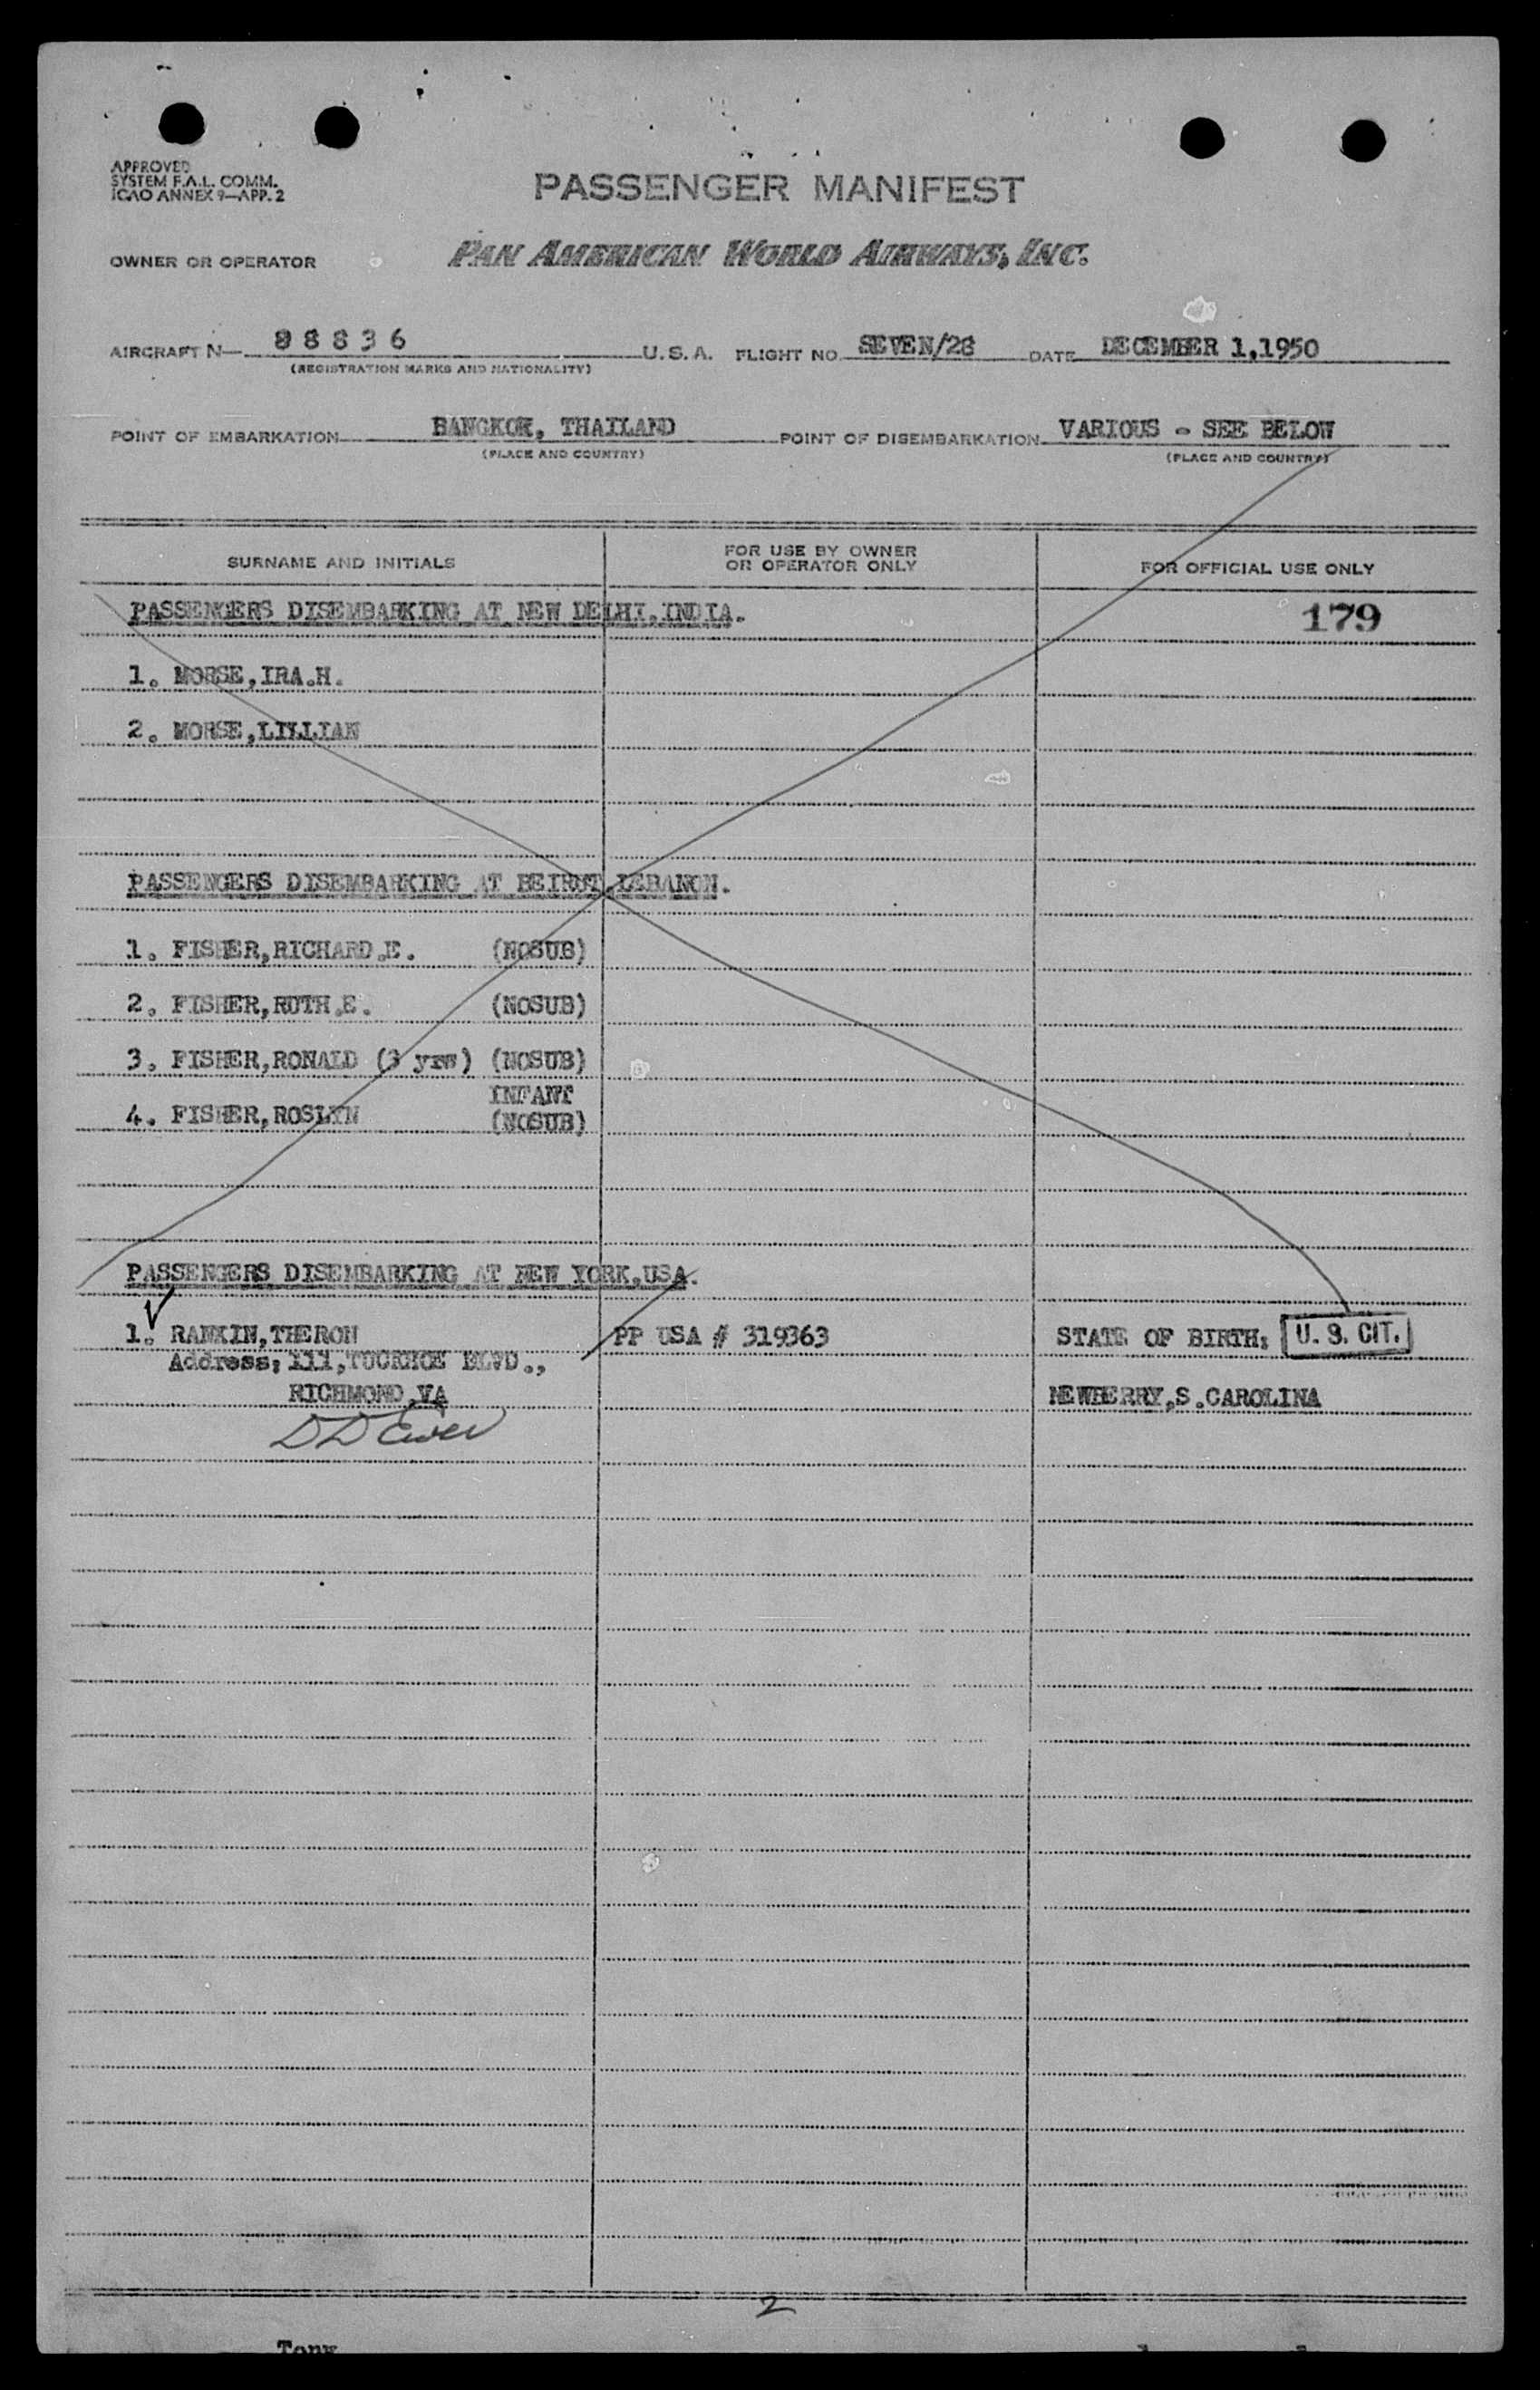 APPROVED
SYSTEM F.A.L. COMM.
ICAO ANNEX 9—APP. 2
PASSENGER MANIFEST
OWNER OR OPERATOR PAN AMERICAN WORLD AIRWAYS, INC.
AIRCRAFT N— 88836 U.S.A. FLIGHT NO. SEVEN/28 DATE DECEMBER 1,1950
(REGISTRATION MARKS AND NATIONALITY)
POINT OF EMBARKATION BANGKOK, THAILAND POINT OF DISEMBARKATION VARIOUS - SEE BELOW
(PLACE AND COUNTRY) (PLACE AND COUNTRY)
SURNAME AND INITIALS FOR USE BY OWNER OR OPERATOR ONLY FOR OFFICIAL USE ONLY
PASSENGERS DISEMBARKING AT NEW DELHI,INDIA. 179
1. MORSE,IRA.H.
2. MORSE,LILLIAN
PASSENGERS DISEMBARKING AT BEIRUT,LEBANON.
1. FISHER,RICHARD.E. (NOSUB)
2. FISHER,RUTH.E. (NOSUB)
3. FISHER,RONALD (3 yrs) (NOSUB)
INFANT
4. FISHER,ROSLYN (NOSUB)
PASSENGERS DISEMBARKING AT NEW YORK,USA.
1. RANKIN,THERON PP USA # 319363 STATE OF BIRTH: U. S. CIT.
Address: 111, BLVD.,
RICHMOND,VA NEWBERRY,S.CAROLINA
2